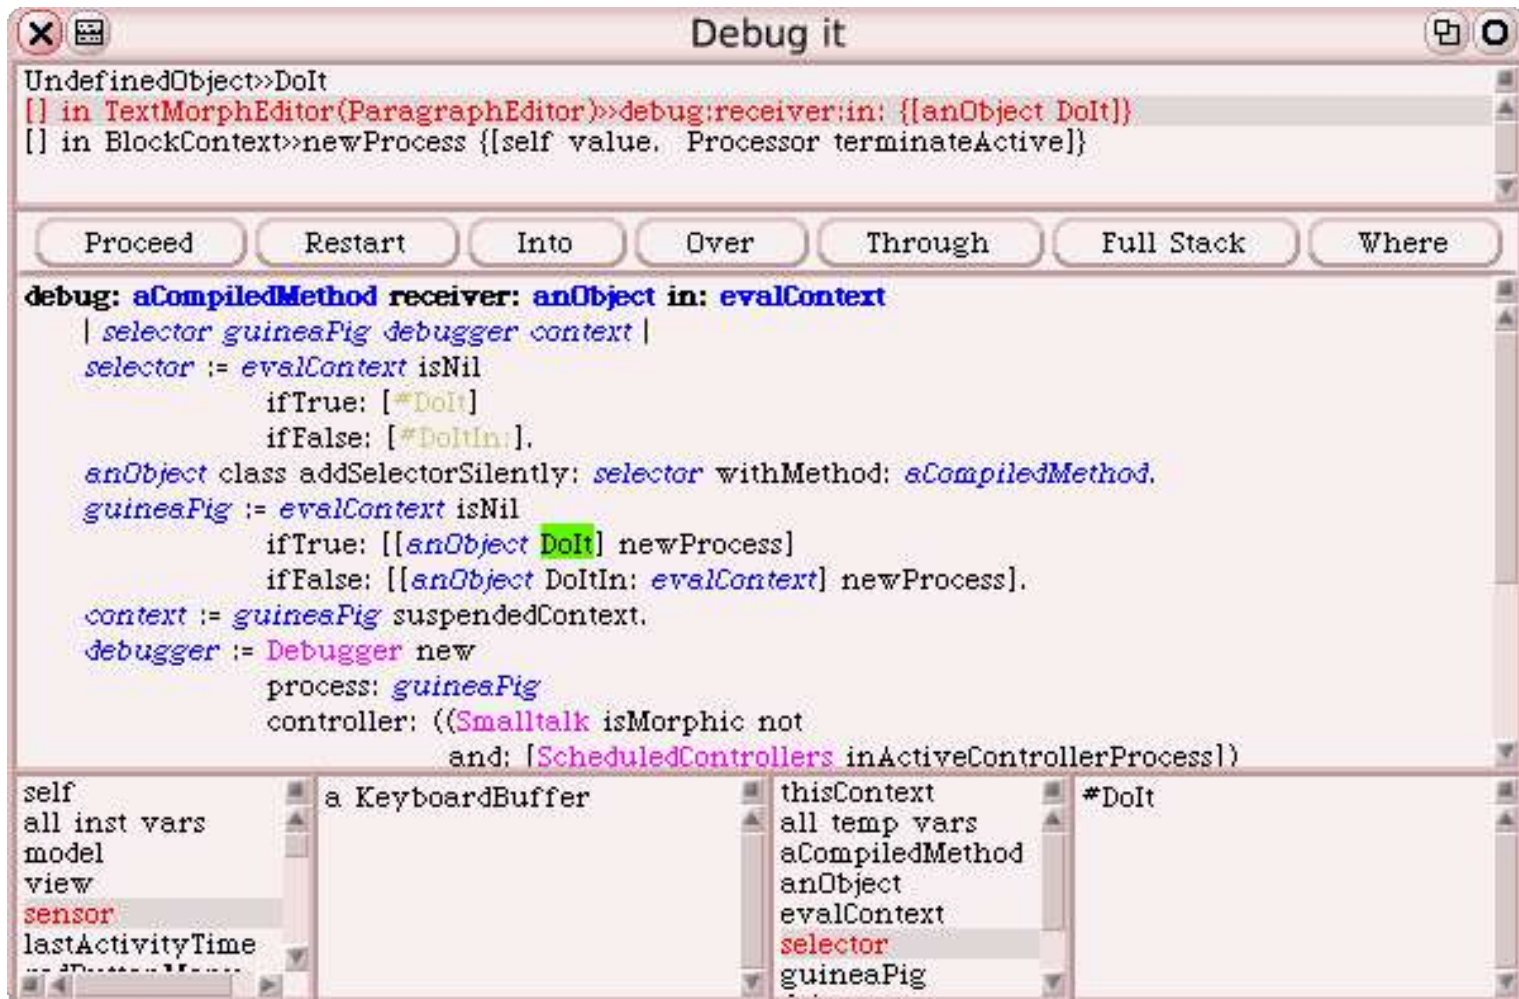 Debug it
UndefinedObject>>DoIt
[] in TextMorphEditor(ParagraphEditor)>>debug:receiver:in: {[anObject DoIt]}
[] in BlockContext>>newProcess {[self value.  Processor terminateActive]}
Proceed Restart Into Over Through Full Stack Where
debug: aCompiledMethod receiver: anObject in: evalContext
| selector guineaPig debugger context |
selector := evalContext isNil
ifTrue: [#DoIt]
ifFalse: [#DoItIn:].
anObject class addSelectorSilently: selector withMethod: aCompiledMethod.
guineaPig := evalContext isNil
ifTrue: [[anObject DoIt] newProcess]
ifFalse: [[anObject DoItIn: evalContext] newProcess].
context := guineaPig suspendedContext.
debugger := Debugger new
process: guineaPig
controller: ((Smalltalk isMorphic not
and: [ScheduledControllers inActiveControllerProcess])
self
all inst vars
model
view
sensor
lastActivityTime
a KeyboardBuffer
thisContext
all temp vars
aCompiledMethod
anObject
evalContext
selector
guineaPig
#DoIt